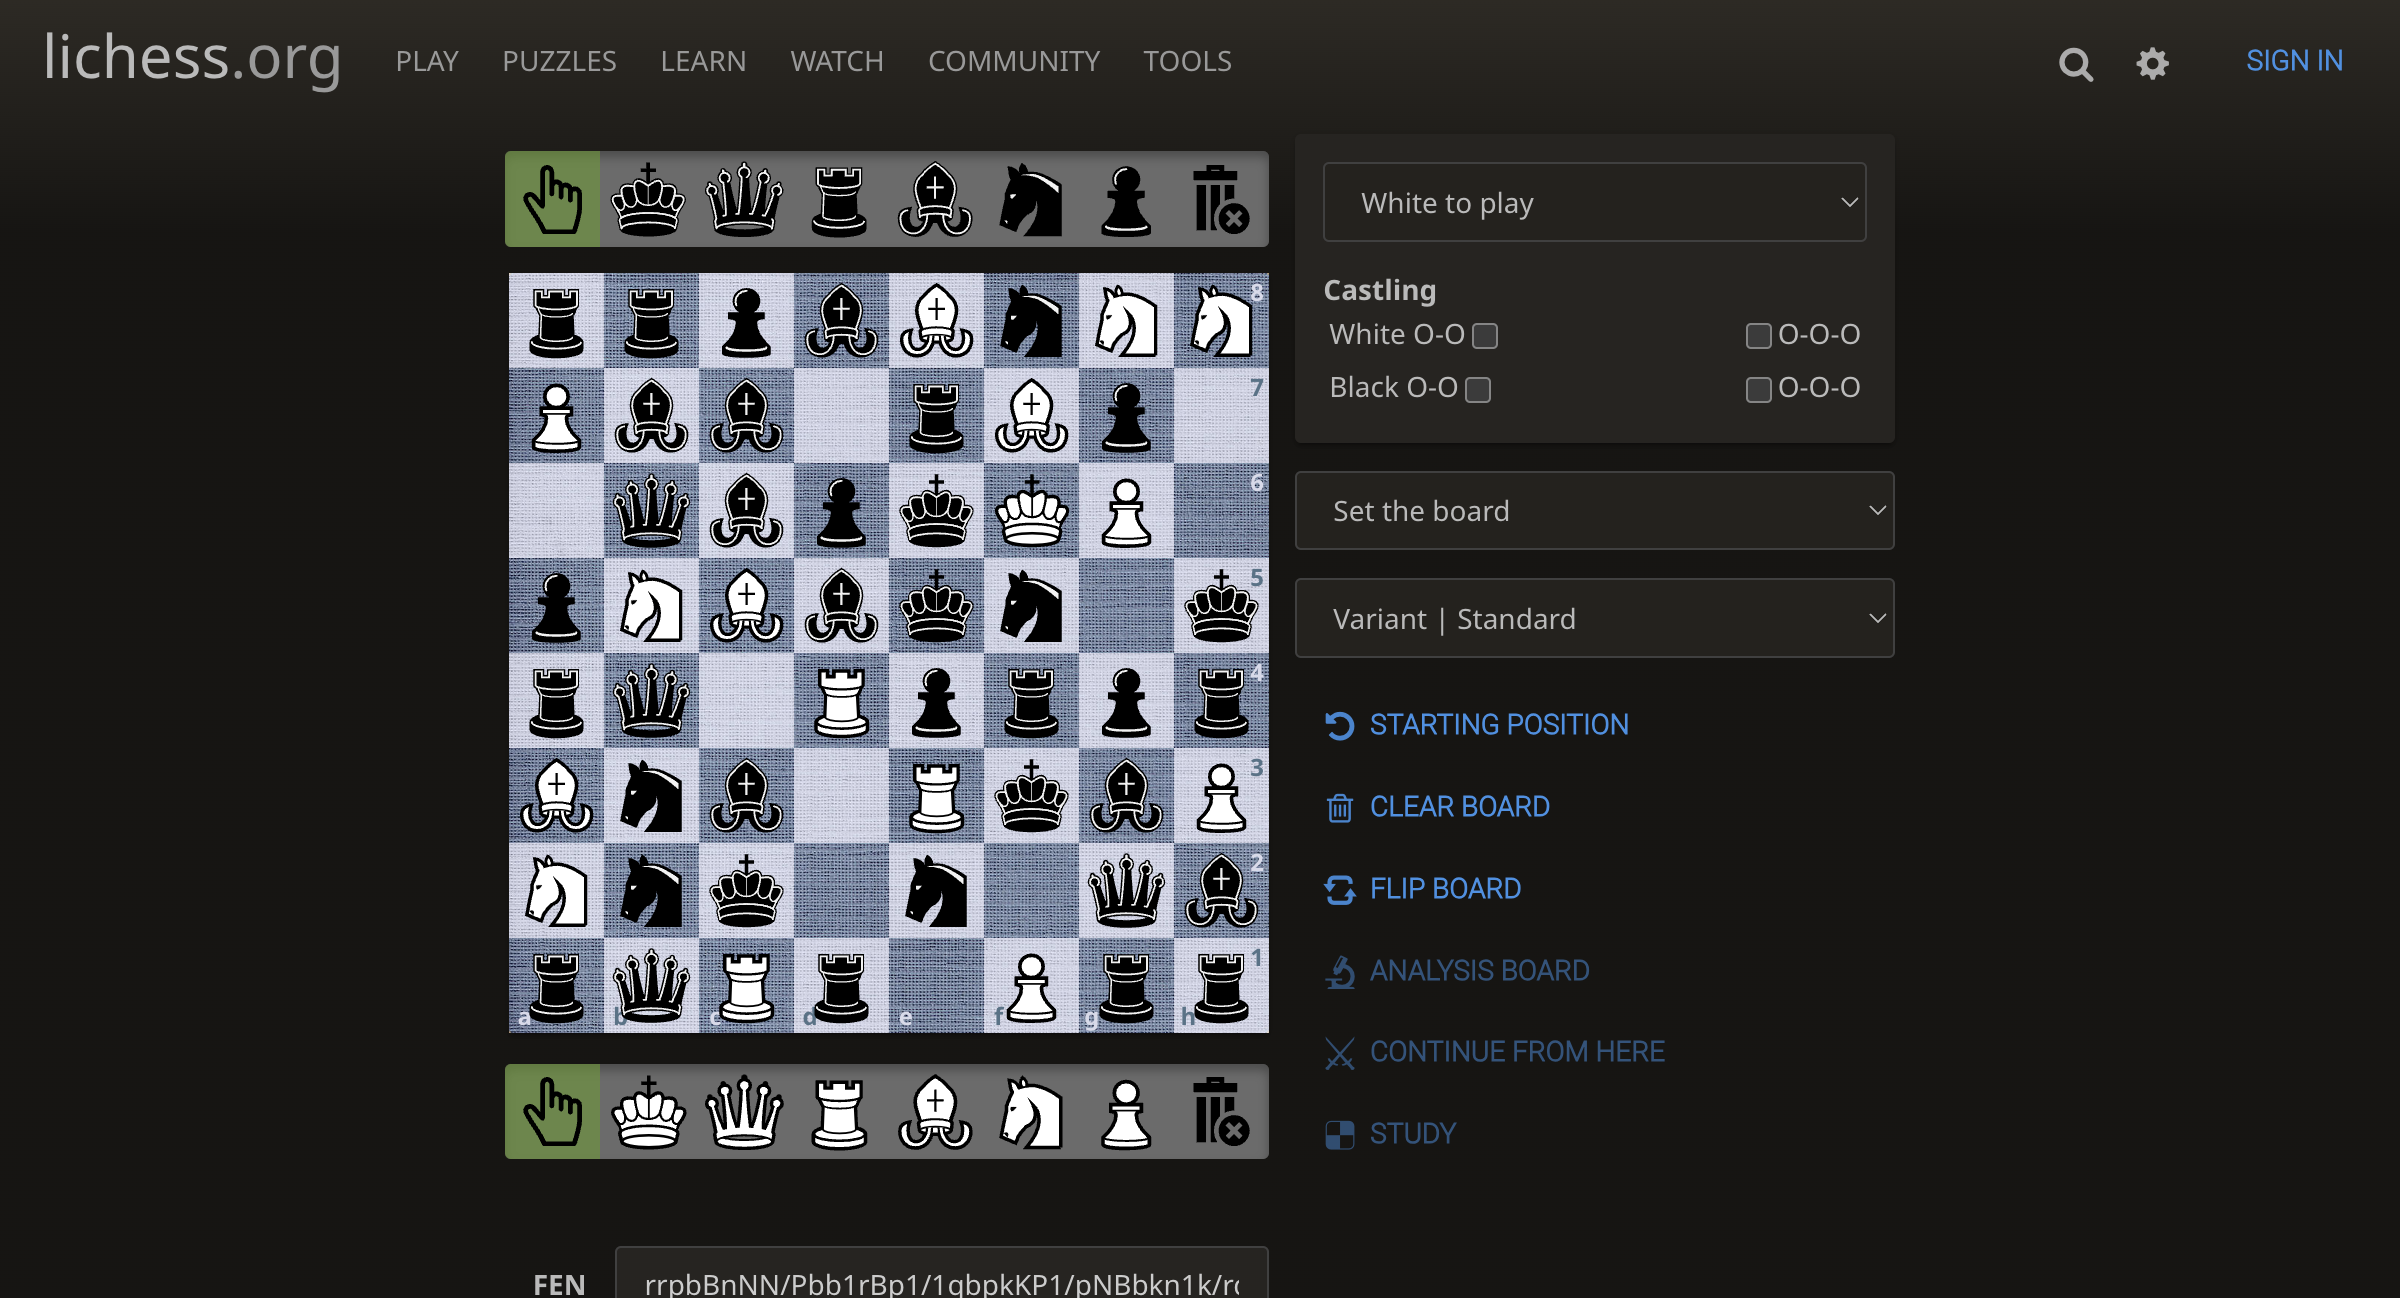 lichess.org PLAY PUZZLES LEARN WATCH COMMUNITY TOOLS SIGN IN
White to play
Castling
White O-O O-O-O
Black O-O O-O-O
Set the board
Variant | Standard
STARTING POSITION
CLEAR BOARD
FLIP BOARD
ANALYSIS BOARD
CONTINUE FROM HERE
STUDY
8
7
6
5
4
3
2
1
a b c d e f g h
FEN rrpbBnNN/Pbb1rBp1/1qbpkKP1/pNBbkn1k/rq